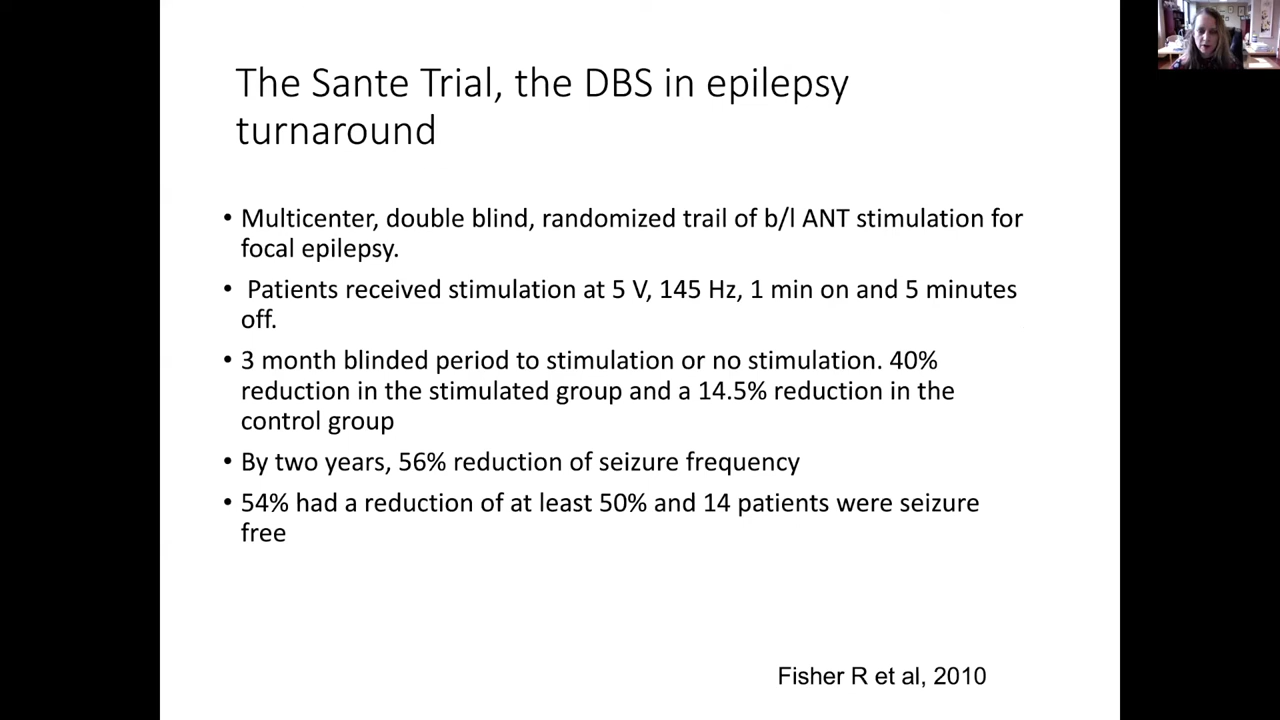 The Sante Trial, the DBS in epilepsy
turnaround
• Multicenter, double blind, randomized trail of b/l ANT stimulation for
focal epilepsy.
• Patients received stimulation at 5 V, 145 Hz, 1 min on and 5 minutes
off.
• 3 month blinded period to stimulation or no stimulation. 40%
reduction in the stimulated group and a 14.5% reduction in the
control group
• By two years, 56% reduction of seizure frequency
• 54% had a reduction of at least 50% and 14 patients were seizure
free
Fisher R et al, 2010